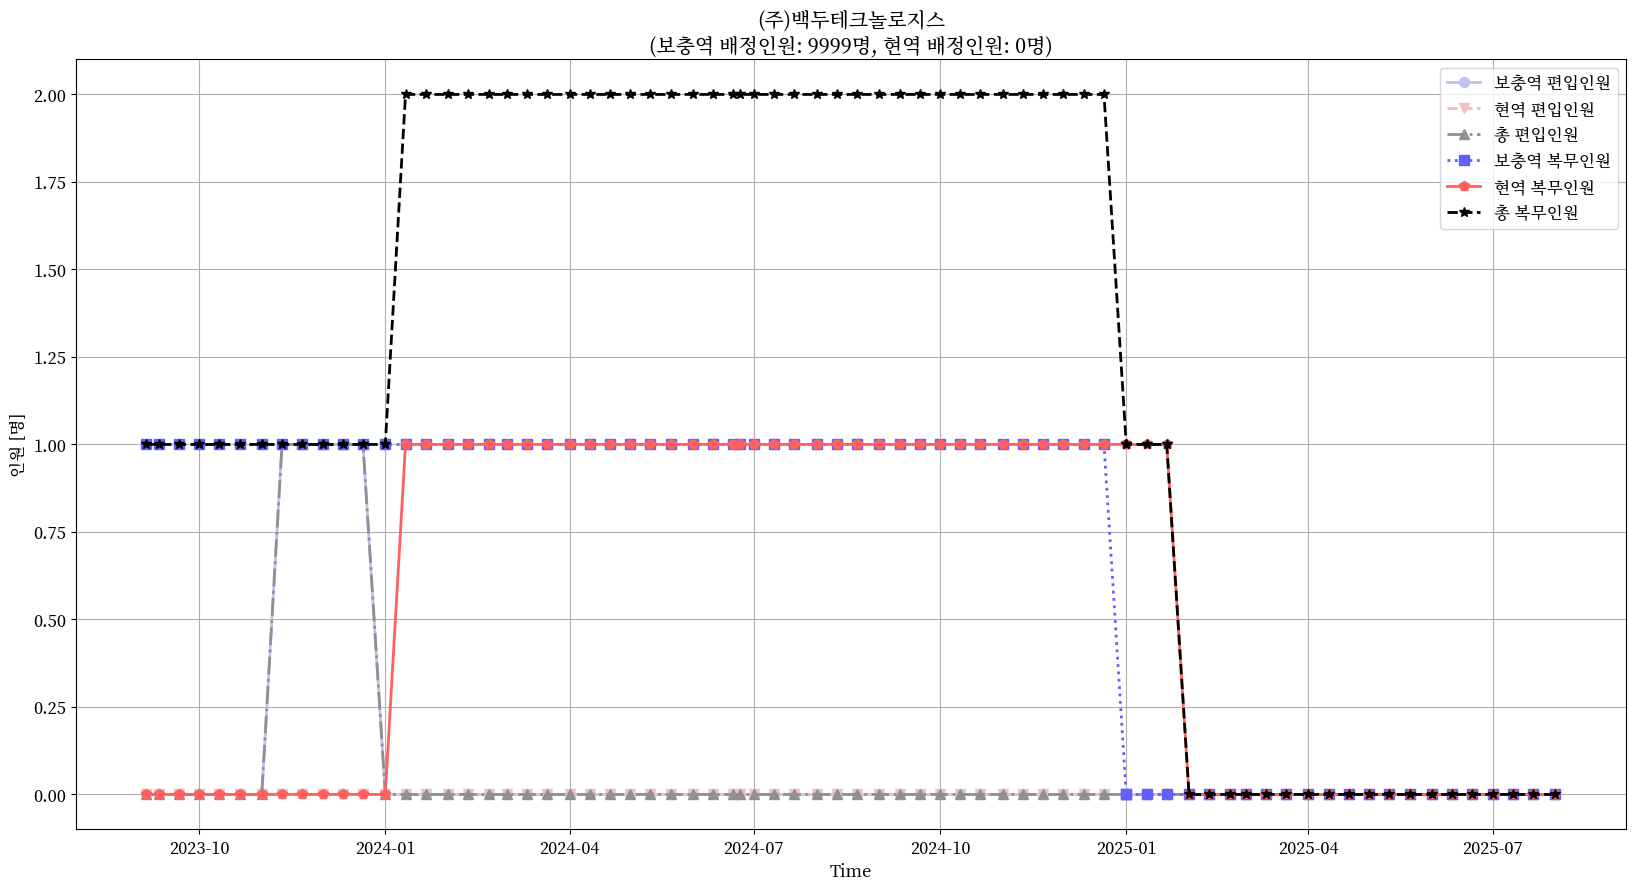 (주)백두테크놀로지스
(보충역 배정인원: 9999명, 현역 배정인원: 0명)
보충역 편입인원
현역 편입인원
총 편입인원
보충역 복무인원
현역 복무인원
총 복무인원
2.00
1.75
1.50
1.25
1.00
0.75
0.50
0.25
0.00
인원 [명]
2023-10 2024-01 2024-04 2024-07 2024-10 2025-01 2025-04 2025-07
Time